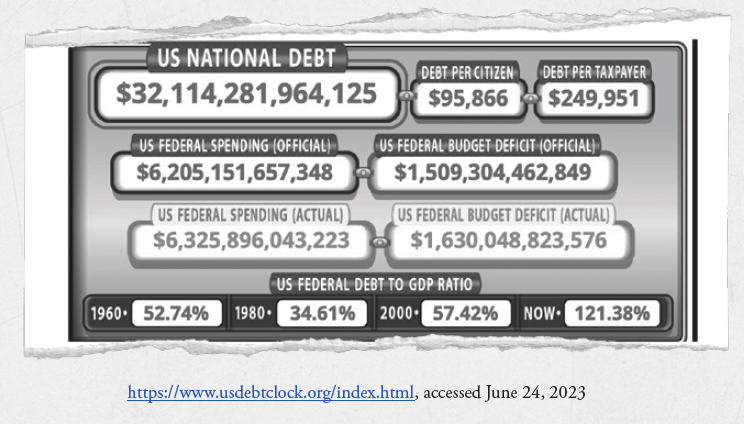 US NATIONAL DEBT
$32,114,281,964,125
DEBT PER CITIZEN
$95,866
DEBT PER TAXPAYER
$249,951
US FEDERAL SPENDING (OFFICIAL)
$6,205,151,657,348
US FEDERAL BUDGET DEFICIT (OFFICIAL)
$1,509,304,462,849
US FEDERAL SPENDING (ACTUAL)
$6,325,896,043,223
US FEDERAL BUDGET DEFICIT (ACTUAL)
$1,630,048,823,576
US FEDERAL DEBT TO GDP RATIO
1960• 52.74% 1980• 34.61% 2000• 57.42% NOW• 121.38%
https://www.usdebtclock.org/index.html, accessed June 24, 2023